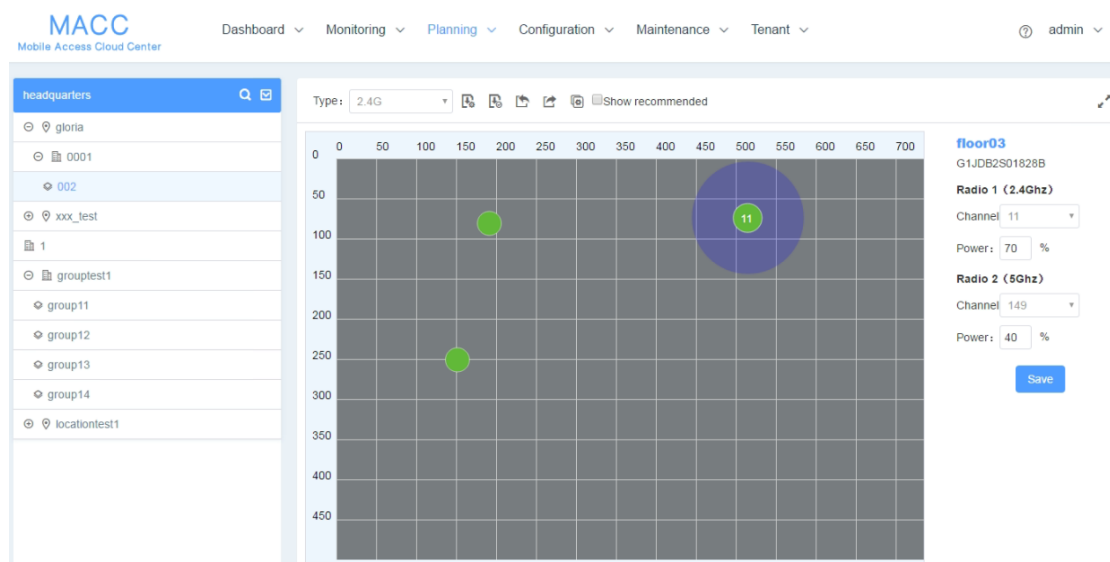 MACC
Mobile Access Cloud Center
Dashboard Monitoring Planning Configuration Maintenance Tenant
admin
headquarters
gloria
0001
002
xxx_test
1
grouptest1
group11
group12
group13
group14
locationtest1
Type: 2.4G
Show recommended
0 50 100 150 200 250 300 350 400 450 500 550 600 650 700
0
50
100
150
200
250
300
350
400
450
11
floor03
G1JDB2S01828B
Radio 1（2.4Ghz）
Channel 11
Power: 70 %
Radio 2（5Ghz）
Channel 149
Power: 40 %
Save